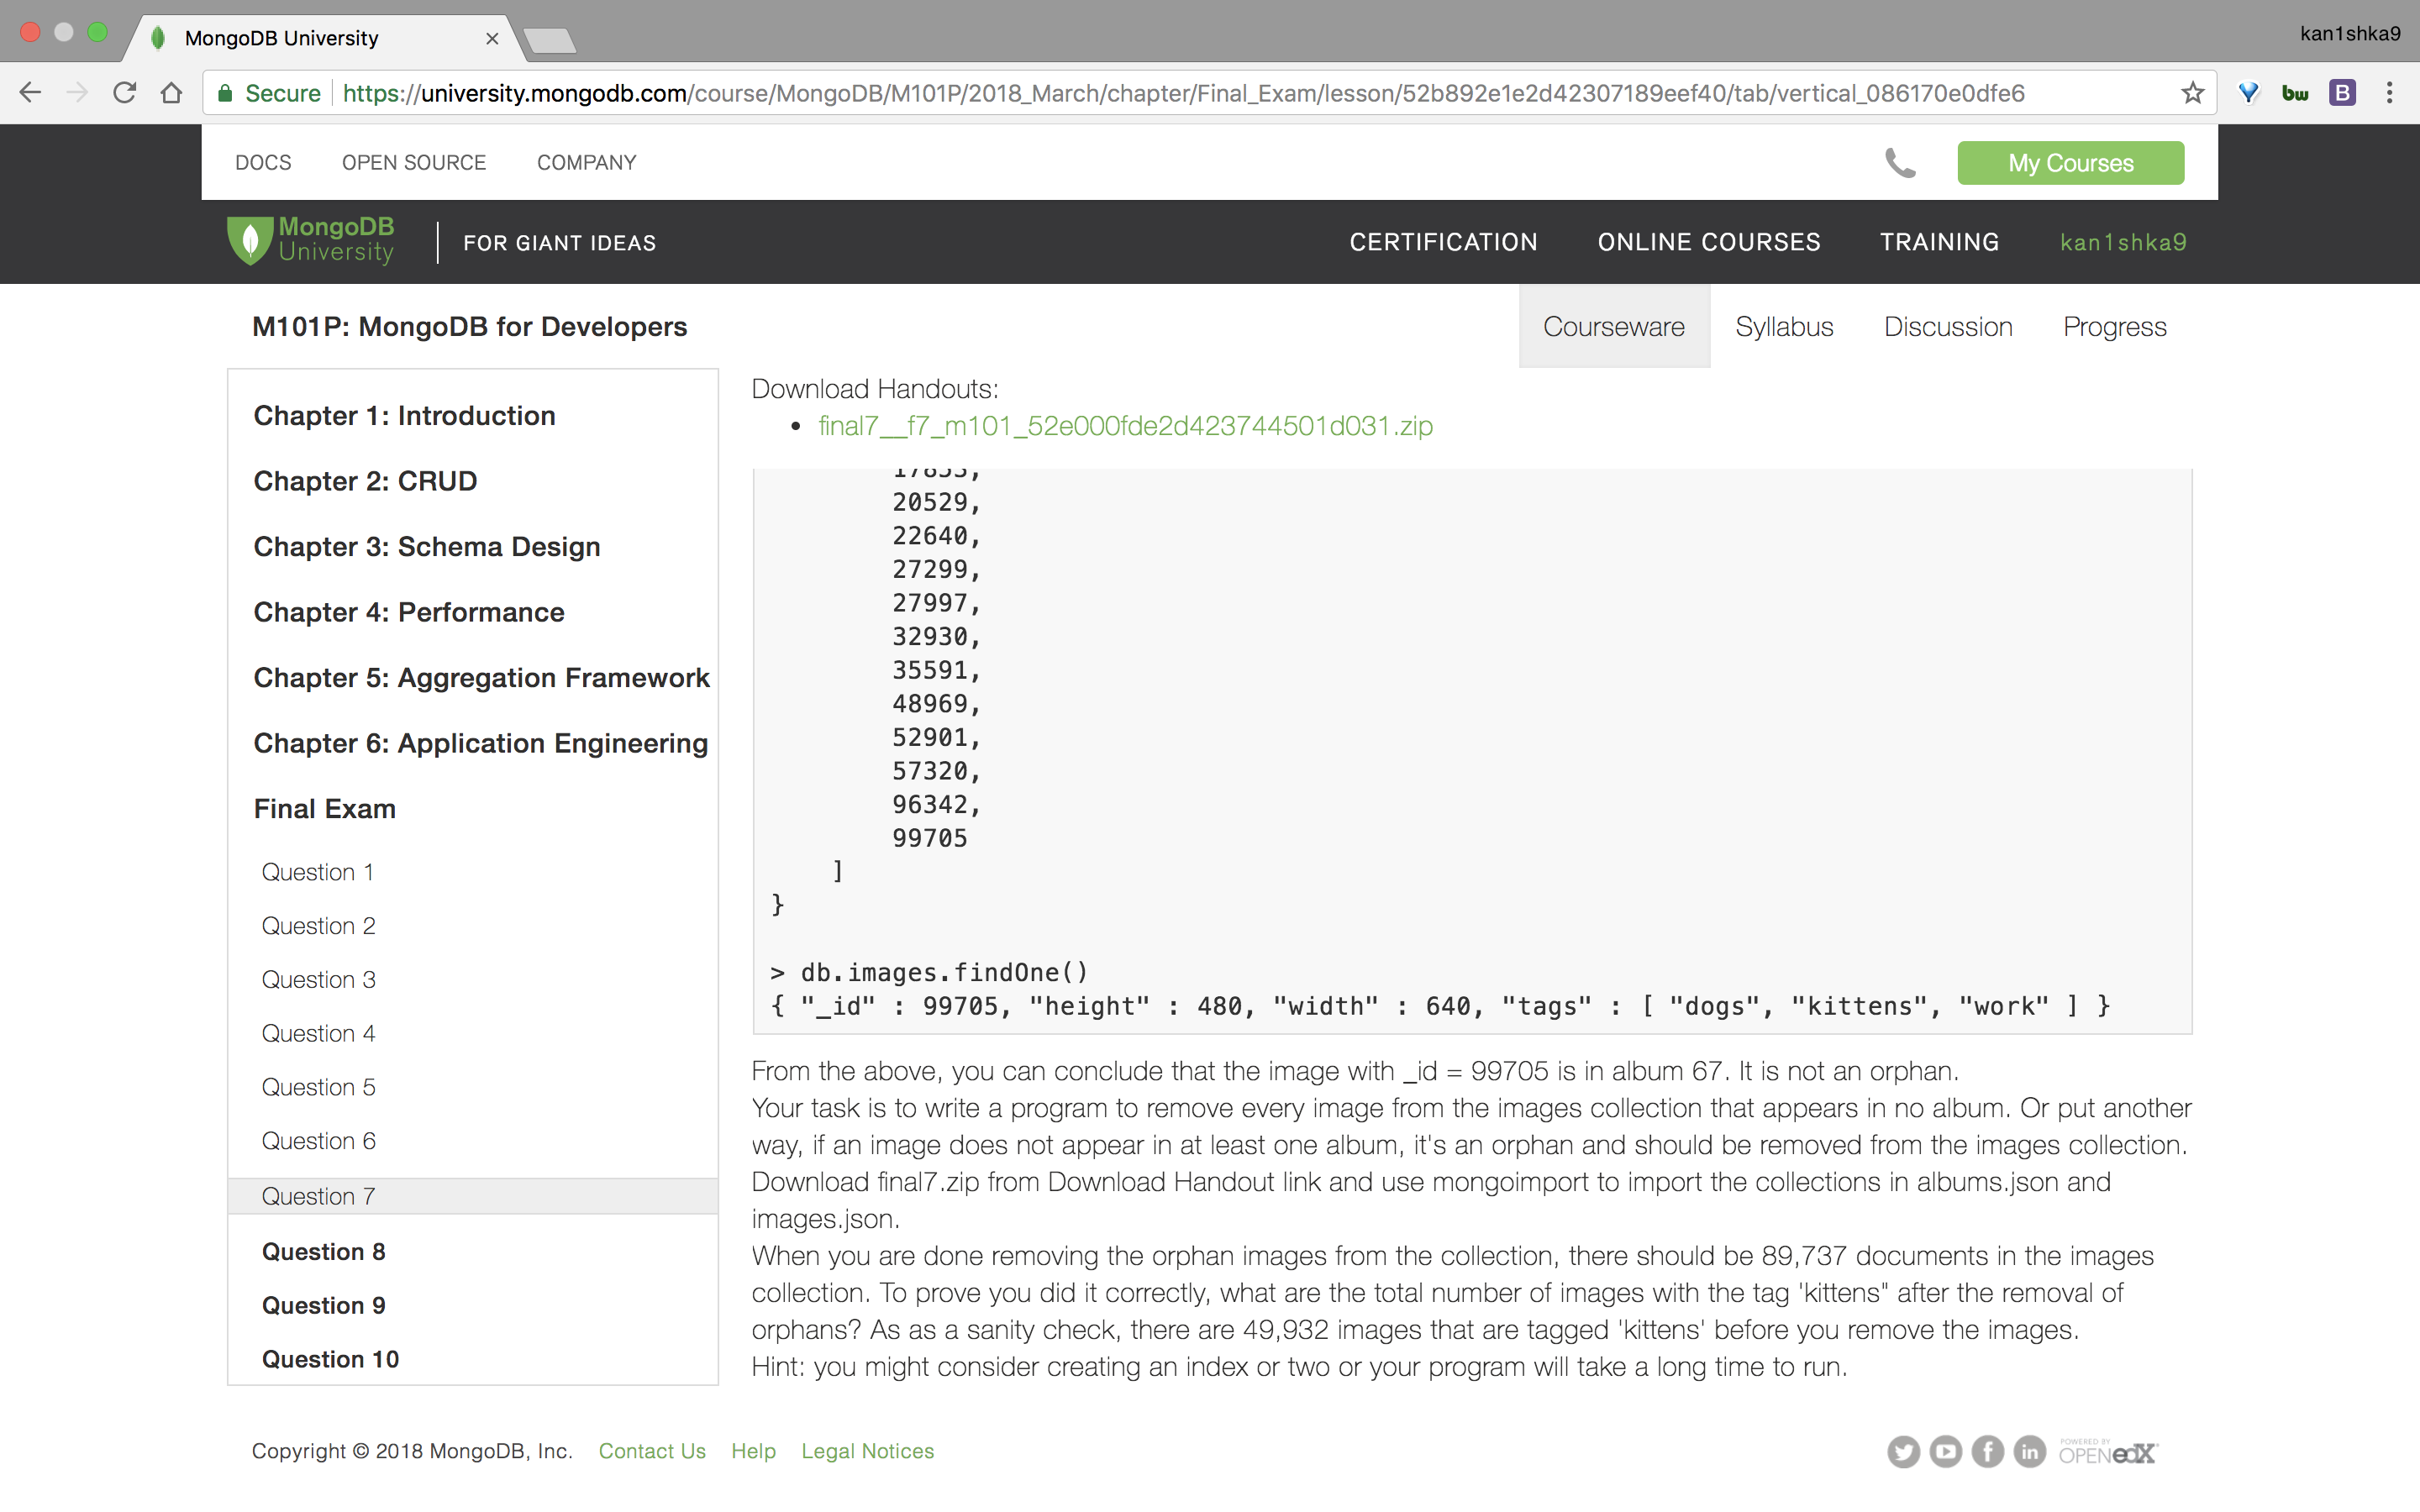 MongoDB University
kan1shka9
Secure https://university.mongodb.com/course/MongoDB/M101P/2018_March/chapter/Final_Exam/lesson/52b892e1e2d42307189eef40/tab/vertical_086170e0dfe6
bw
B
DOCS OPEN SOURCE COMPANY My Courses
MongoDB University FOR GIANT IDEAS CERTIFICATION ONLINE COURSES TRAINING kan1shka9
M101P: MongoDB for Developers
Courseware Syllabus Discussion Progress
Chapter 1: Introduction
Chapter 2: CRUD
Chapter 3: Schema Design
Chapter 4: Performance
Chapter 5: Aggregation Framework
Chapter 6: Application Engineering
Final Exam
Question 1
Question 2
Question 3
Question 4
Question 5
Question 6
Question 7
Question 8
Question 9
Question 10
Download Handouts:
• final7__f7_m101_52e000fde2d423744501d031.zip
20529,
22640,
27299,
27997,
32930,
35591,
48969,
52901,
57320,
96342,
99705
]
}
> db.images.findOne()
{ "_id" : 99705, "height" : 480, "width" : 640, "tags" : [ "dogs", "kittens", "work" ] }
From the above, you can conclude that the image with _id = 99705 is in album 67. It is not an orphan.
Your task is to write a program to remove every image from the images collection that appears in no album. Or put another
way, if an image does not appear in at least one album, it's an orphan and should be removed from the images collection.
Download final7.zip from Download Handout link and use mongoimport to import the collections in albums.json and
images.json.
When you are done removing the orphan images from the collection, there should be 89,737 documents in the images
collection. To prove you did it correctly, what are the total number of images with the tag 'kittens" after the removal of
orphans? As as a sanity check, there are 49,932 images that are tagged 'kittens' before you remove the images.
Hint: you might consider creating an index or two or your program will take a long time to run.
Copyright © 2018 MongoDB, Inc. Contact Us Help Legal Notices
POWERED BY
OPEN edX